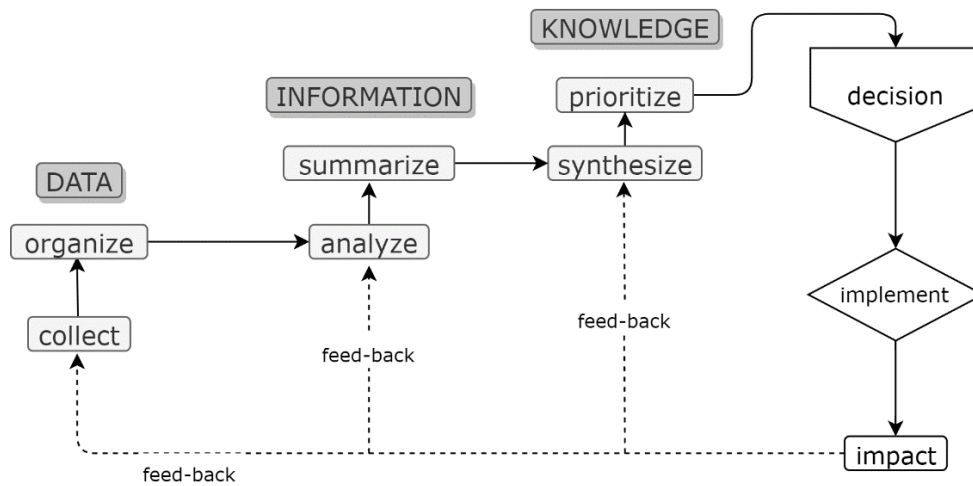 KNOWLEDGE
prioritize
decision
INFORMATION
summarize
synthesize
DATA
organize
analyze
implement
collect
feed-back
feed-back
impact
feed-back